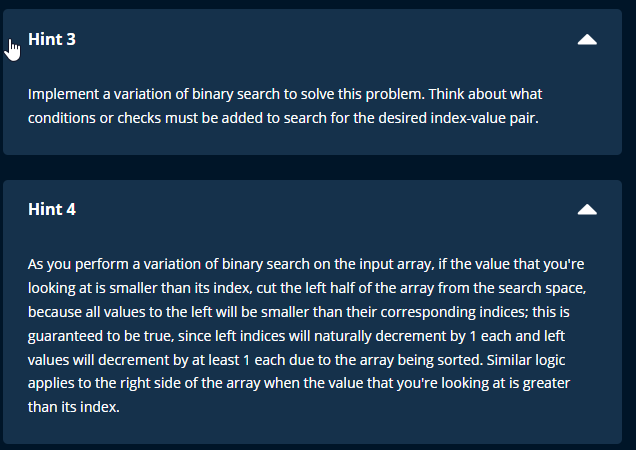 Hint 3
Implement a variation of binary search to solve this problem. Think about what
conditions or checks must be added to search for the desired index-value pair.
Hint 4
As you perform a variation of binary search on the input array, if the value that you're
looking at is smaller than its index, cut the left half of the array from the search space,
because all values to the left will be smaller than their corresponding indices; this is
guaranteed to be true, since left indices will naturally decrement by 1 each and left
values will decrement by at least 1 each due to the array being sorted. Similar logic
applies to the right side of the array when the value that you're looking at is greater
than its index.